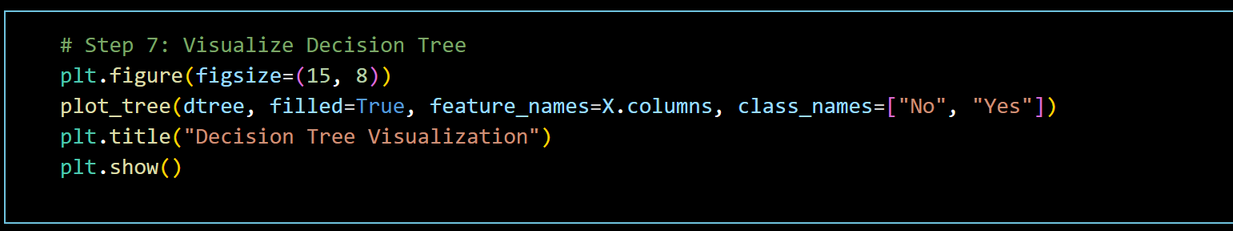 # Step 7: Visualize Decision Tree
plt.figure(figsize=(15, 8))
plot_tree(dtree, filled=True, feature_names=X.columns, class_names=["No", "Yes"])
plt.title("Decision Tree Visualization")
plt.show()